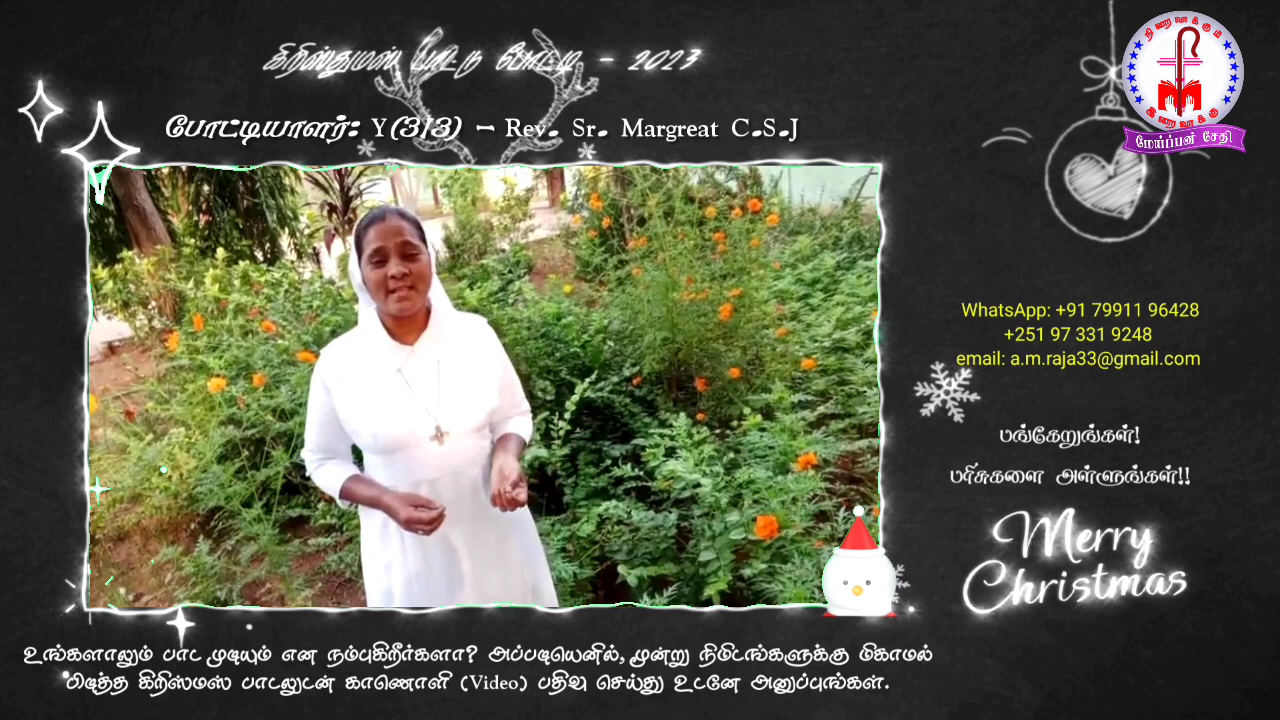 கிறிஸ்துமஸ் பாட்டு போட்டி - 2023
போட்டியாளர்: Y(313) - Rev. Sr. Margreat C.S.J
நிறைவாக்கும்
இறைவாக்கு
மேய்ப்பன் சேதி
WhatsApp: +91 79911 96428
+251 97 331 9248
email: a.m.raja33@gmail.com
பங்கேறுங்கள்!
பரிசுகளை அள்ளுங்கள்!!
Merry
Christmas
உங்களாலும் பாட முடியும் என நம்புகிறீர்களா? அப்படியெனில், மூன்று நிமிடங்களுக்கு மிகாமல்
பிடித்த கிறிஸ்மஸ் பாடலுடன் காணொளி (Video) பதிவு செய்து உடனே அனுப்புங்கள்.